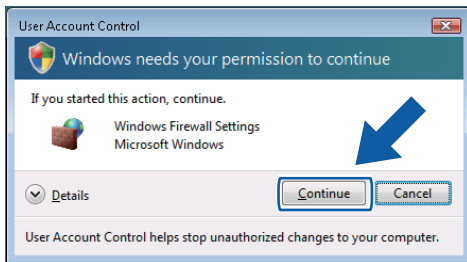 User Account Control
Windows needs your permission to continue
If you started this action, continue.
Windows Firewall Settings
Microsoft Windows
Details
Continue
Cancel
User Account Control helps stop unauthorized changes to your computer.